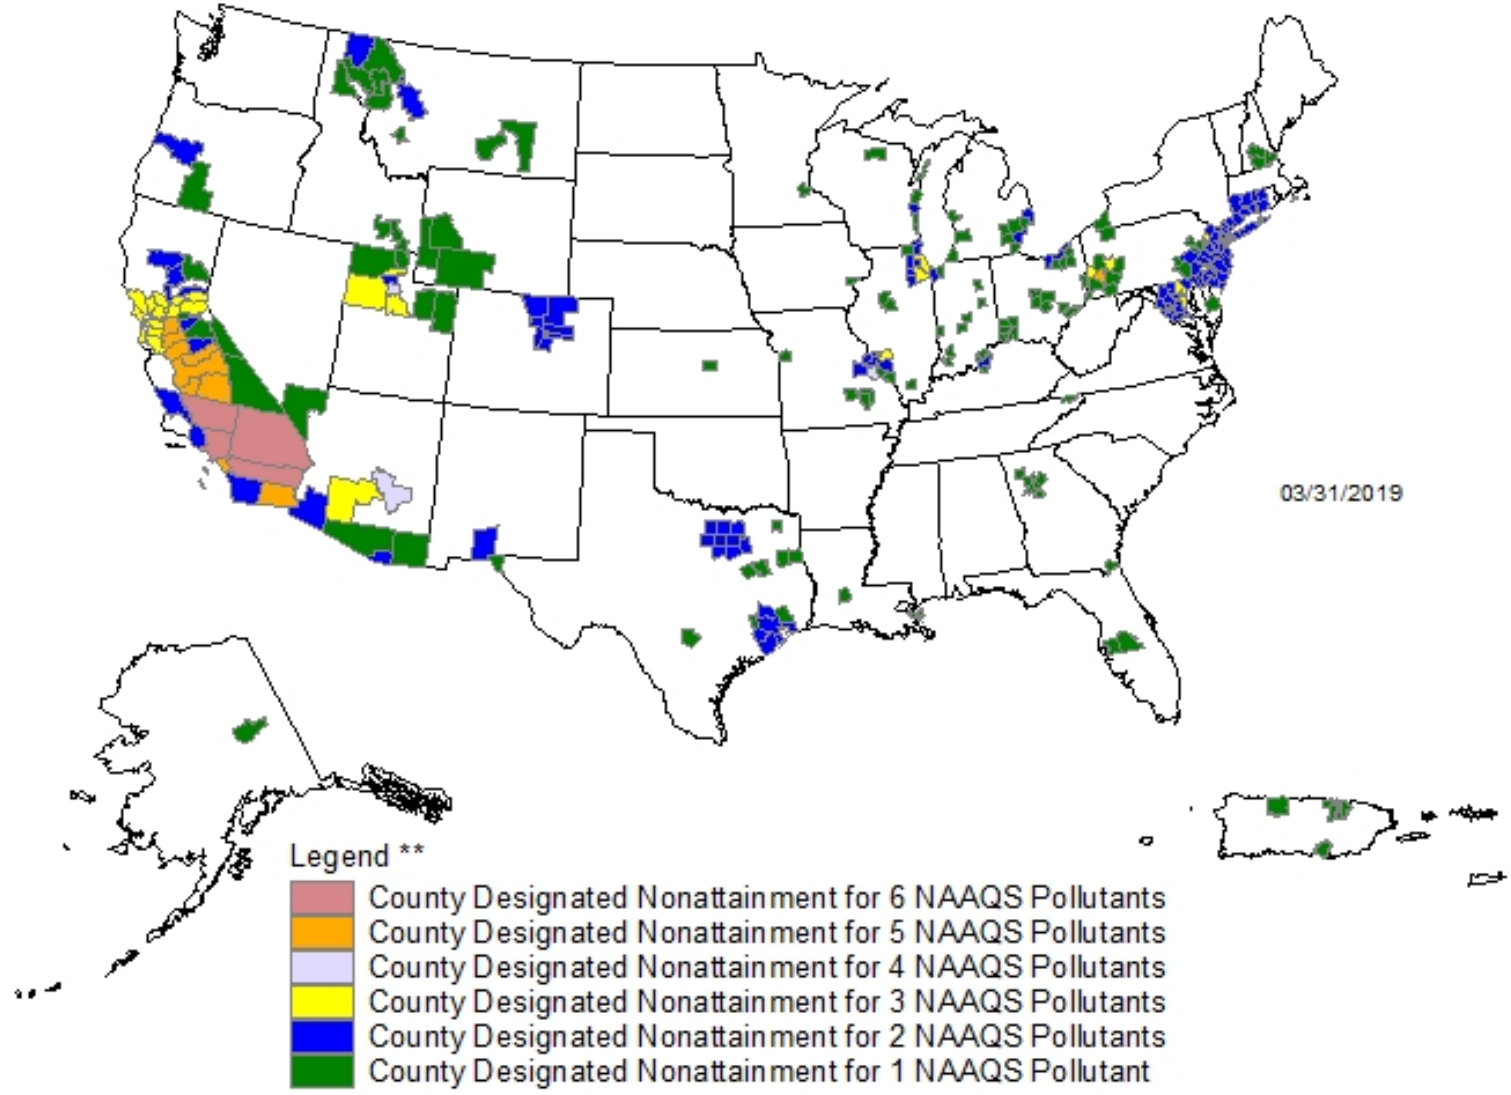 03/31/2019
Legend **
County Designated Nonattainment for 6 NAAQS Pollutants
County Designated Nonattainment for 5 NAAQS Pollutants
County Designated Nonattainment for 4 NAAQS Pollutants
County Designated Nonattainment for 3 NAAQS Pollutants
County Designated Nonattainment for 2 NAAQS Pollutants
County Designated Nonattainment for 1 NAAQS Pollutant